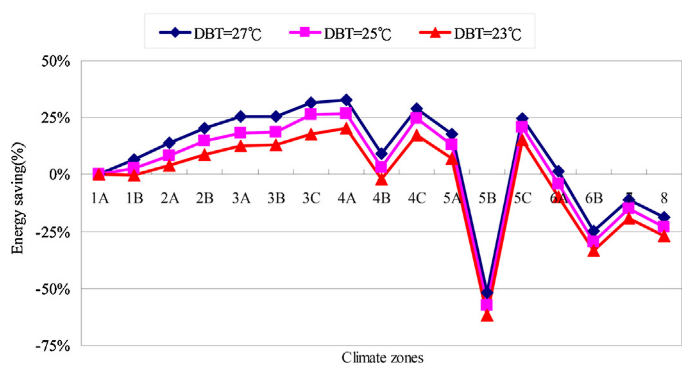 DBT=27℃ DBT=25℃ DBT=23℃
50%
25%
0%
-25%
-50%
-75%
Energy saving(%)
1A 1B 2A 2B 3A 3B 3C 4A 4B 4C 5A 5B 5C 6A 6B 7 8
Climate zones